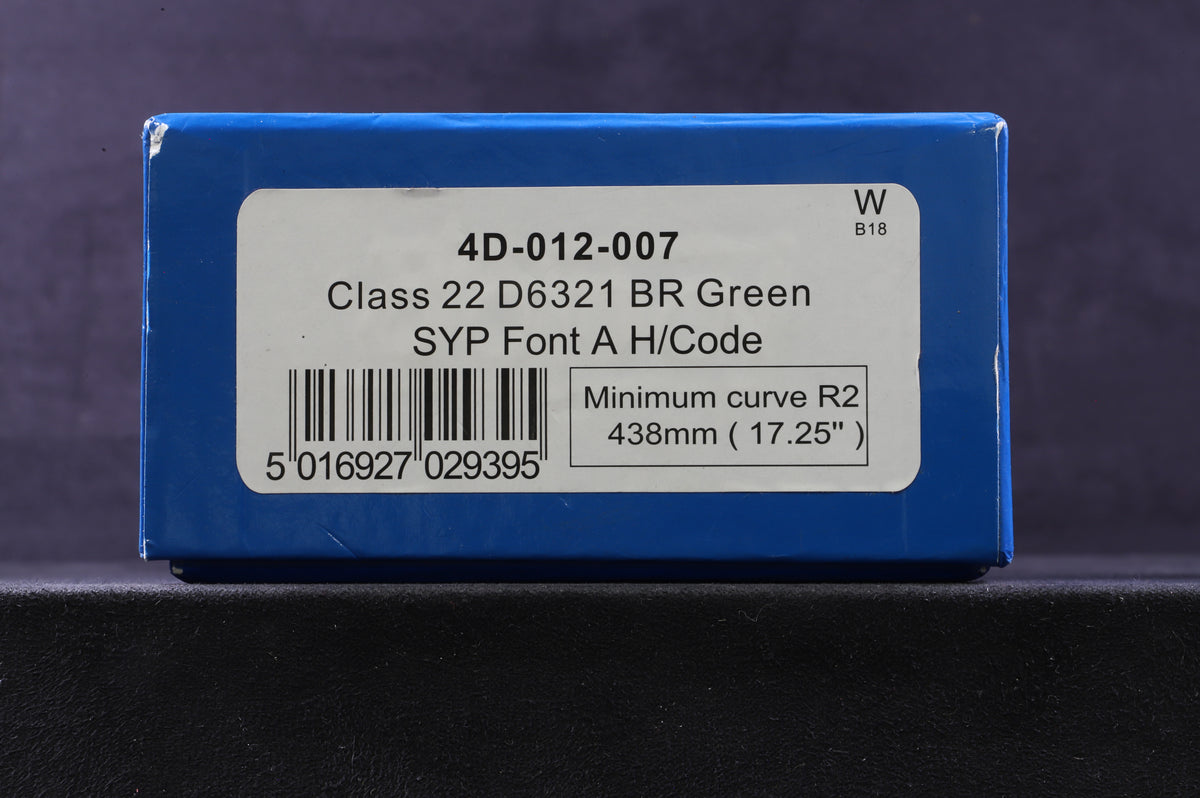 W
B18
4D-012-007
Class 22 D6321 BR Green
SYP Font A H/Code
Minimum curve R2
438mm ( 17.25" )
5 016927 029395